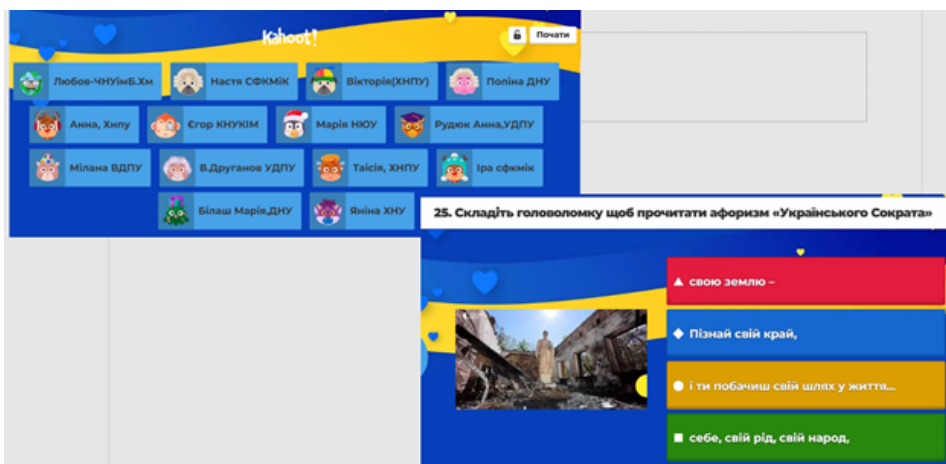 Kahoot!
Почати
Любов-ЧНУімБ.Хм
Настя СФКМіК
Вікторія(ХНПУ)
Поліна ДНУ
Анна, Хнпу
Єгор КНУКІМ
Марія НЮУ
Рудюк Анна,УДПУ
Мілана ВДПУ
В.Друганов УДПУ
Таісія, ХНПУ
Іра сфкмік
Білаш Марія,ДНУ
Яніна ХНУ
25. Складіть головоломку щоб прочитати афоризм «Українського Сократа»
свою землю –
Пізнай свій край,
і ти побачиш свій шлях у життя...
себе, свій рід, свій народ,